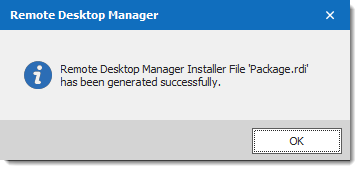 Remote Desktop Manager
Remote Desktop Manager Installer File 'Package.rdi'
has been generated successfully.
OK